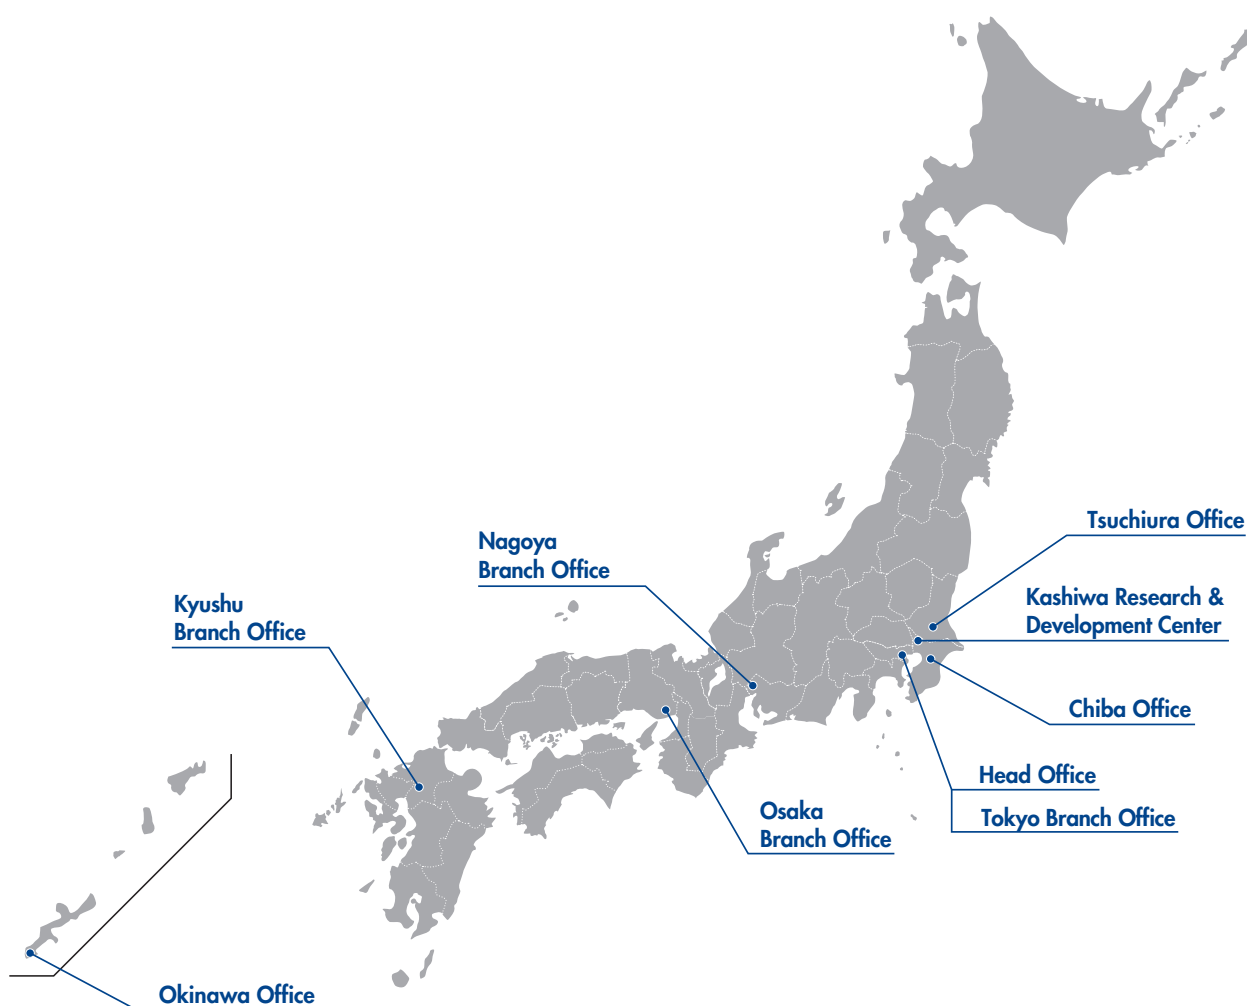 Tsuchiura Office
Nagoya
Branch Office
Kashiwa Research &
Development Center
Kyushu
Branch Office
Chiba Office
Head Office
Osaka
Branch Office
Tokyo Branch Office
Okinawa Office